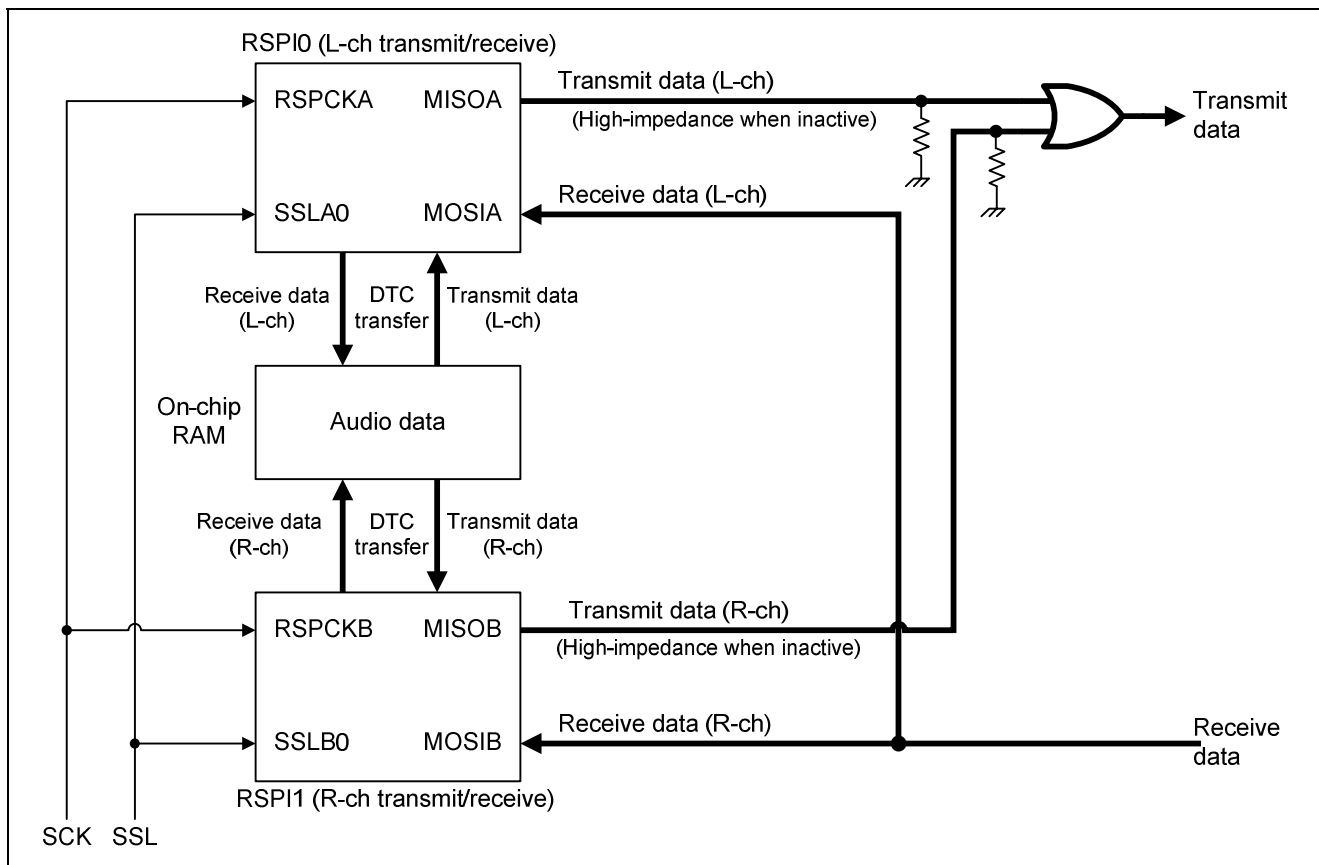 RSPI0 (L-ch transmit/receive)
RSPCKA
MISOA
SSLA0
MOSIA
Transmit data (L-ch)
(High-impedance when inactive)
Receive data (L-ch)
Transmit
data
Receive data
(L-ch)
DTC
transfer
Transmit data
(L-ch)
On-chip
RAM
Audio data
Receive data
(R-ch)
DTC
transfer
Transmit data
(R-ch)
RSPCKB
MISOB
SSLB0
MOSIB
Transmit data (R-ch)
(High-impedance when inactive)
Receive data (R-ch)
Receive
data
RSPI1 (R-ch transmit/receive)
SCK
SSL